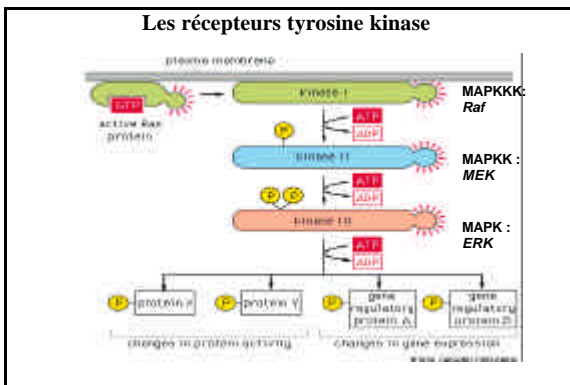 Les récepteurs tyrosine kinase
plasma membrane
GTP
active Ras
protein
kinase I
MAPKKK:
Raf
ATP
ADP
P
kinase II
MAPKK :
MEK
ATP
ADP
P P
kinase III
MAPK :
ERK
ATP
ADP
P protein X
P protein Y
P gene
regulatory
protein A
P gene
regulatory
protein B
changes in protein activity
changes in gene expression